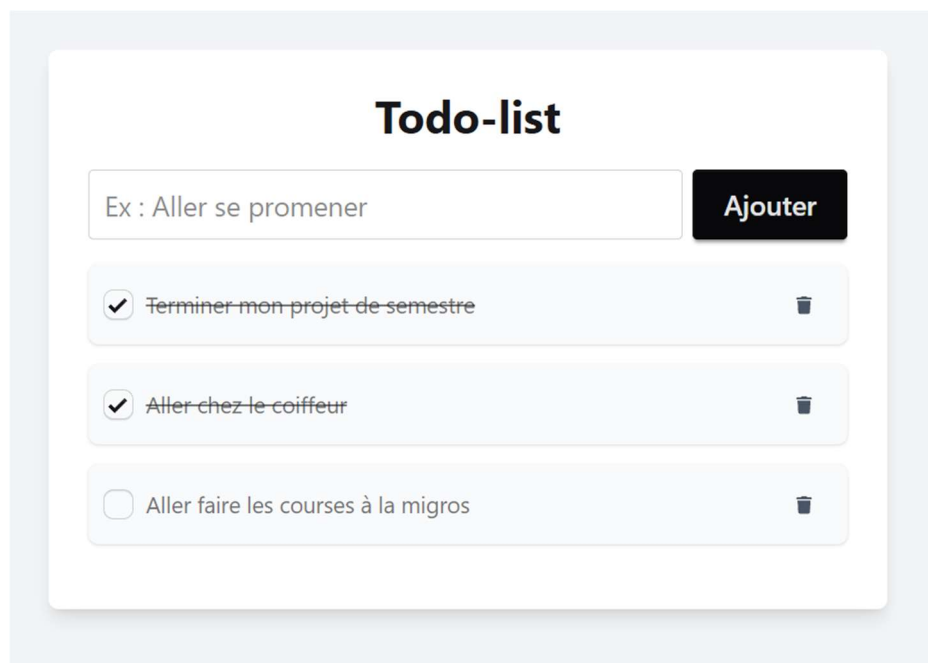 Todo-list
Ex : Aller se promener
Ajouter
Terminer mon projet de semestre
Aller chez le coiffeur
Aller faire les courses à la migros